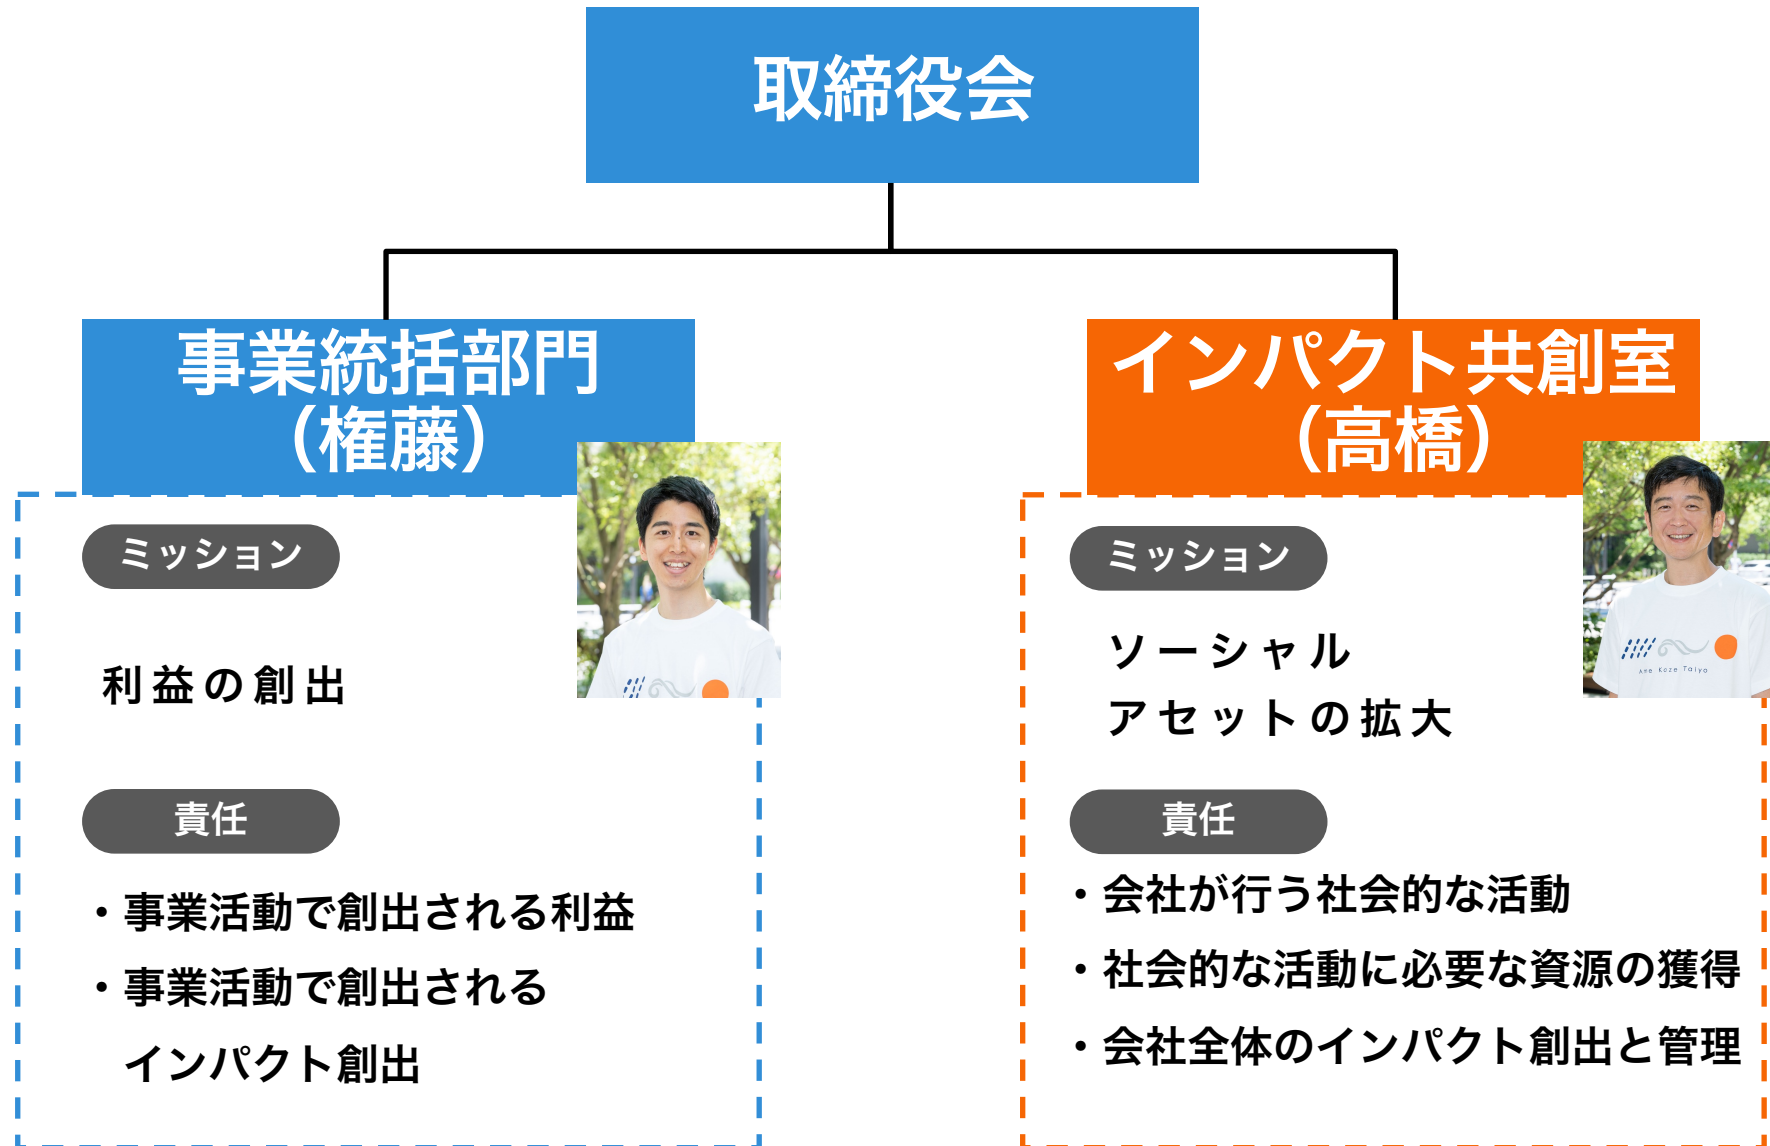 取締役会
事業統括部門
（権藤）
ミッション
利益の創出
責任
・事業活動で創出される利益
・事業活動で創出される
インパクト創出
インパクト共創室
（高橋）
ミッション
ソーシャル
アセットの拡大
責任
・会社が行う社会的な活動
・社会的な活動に必要な資源の獲得
・会社全体のインパクト創出と管理
Ame Kaze Taiyo